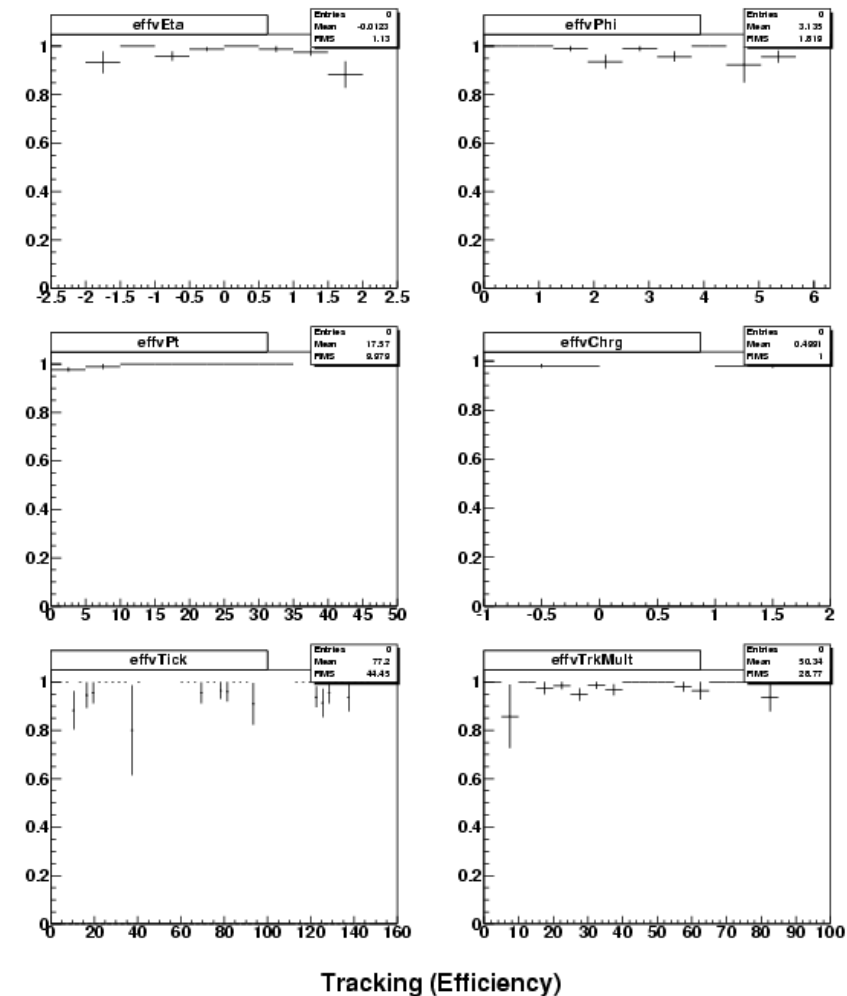 effvEta
Entries 0
Mean -0.0123
RMS 1.13
1
0.8
0.6
0.4
0.2
0
-2.5 -2 -1.5 -1 -0.5 0 0.5 1 1.5 2 2.5
effvPhi
Entries 0
Mean 3.135
RMS 1.819
1
0.8
0.6
0.4
0.2
0
0 1 2 3 4 5 6
effvPt
Entries 0
Mean 17.57
RMS 9.979
1
0.8
0.6
0.4
0.2
0
0 5 10 15 20 25 30 35 40 45 50
effvChrg
Entries 0
Mean 0.4991
RMS 1
1
0.8
0.6
0.4
0.2
0
-1 -0.5 0 0.5 1 1.5 2
effvTick
Entries 0
Mean 77.2
RMS 44.45
1
0.8
0.6
0.4
0.2
0
20 40 60 80 100 120 140 160
effvTrkMult
Entries 0
Mean 50.34
RMS 28.77
1
0.8
0.6
0.4
0.2
0
0 10 20 30 40 50 60 70 80 90 100
Tracking (Efficiency)